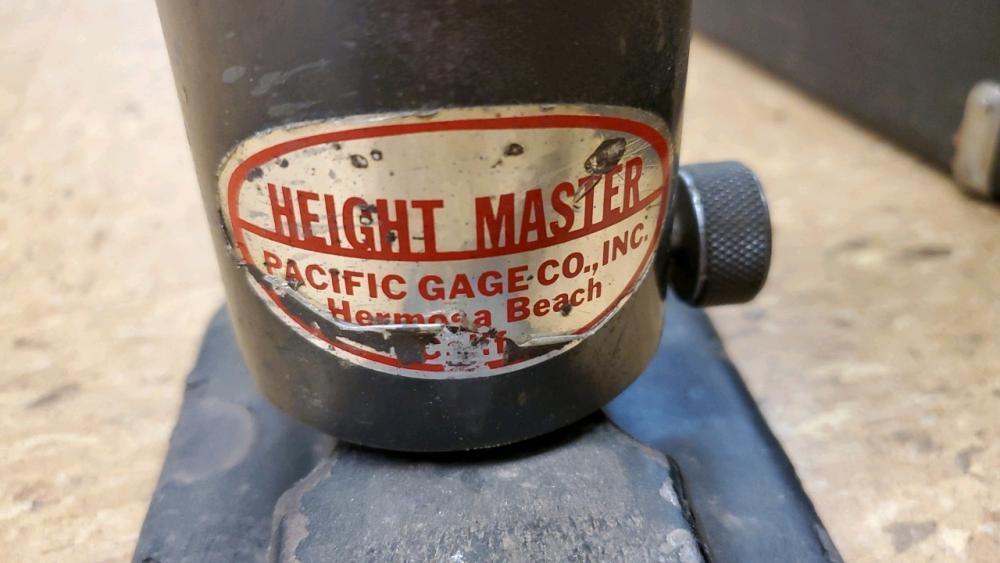 HEIGHT MASTER
PACIFIC GAGE CO., INC.
Hermosa Beach